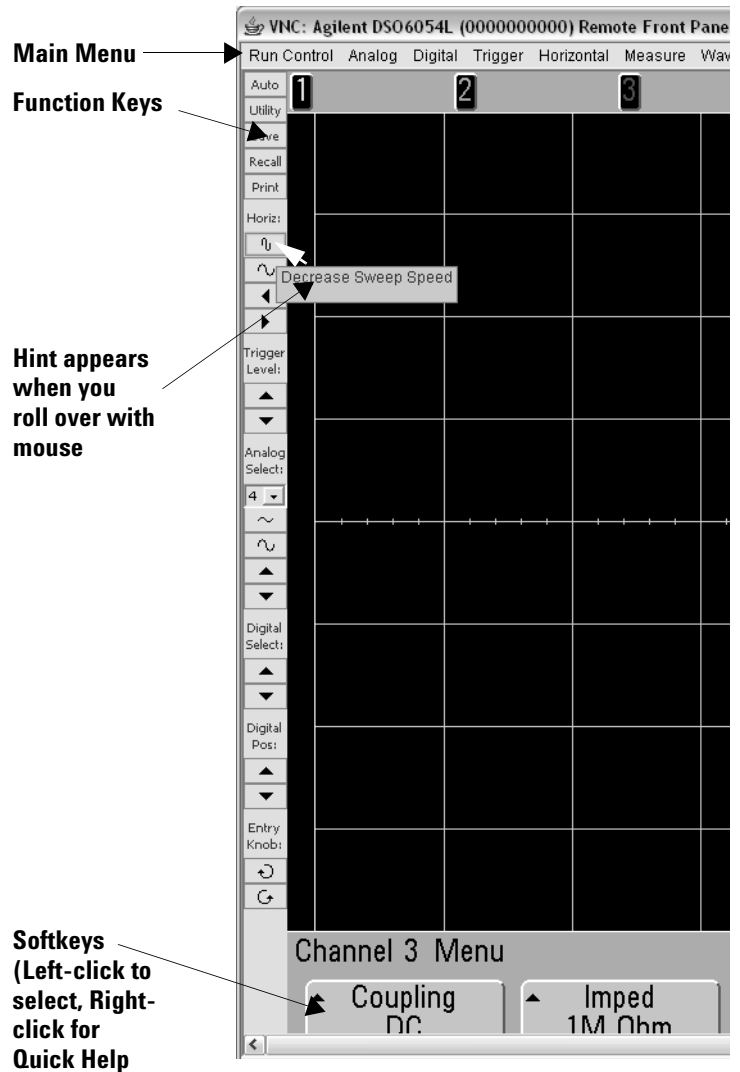 VNC: Agilent DSO6054L (0000000000) Remote Front Pane
Main Menu
Run Control Analog Digital Trigger Horizontal Measure Wav
Function Keys
Auto
1 2 3
Utility
Recall
Print
Horiz:
Decrease Sweep Speed
Hint appears
when you
roll over with
mouse
Trigger
Level:
Analog
Select:
4
Digital
Select:
Digital
Pos:
Entry
Knob:
Softkeys
(Left-click to
select, Right-
click for
Quick Help
Channel 3 Menu
Coupling
DC
Imped
1M Ohm